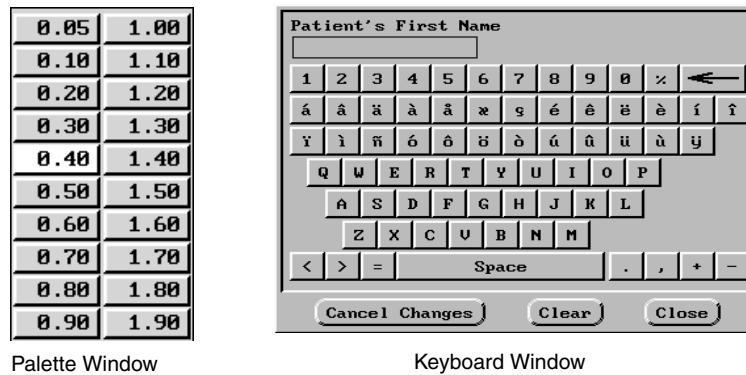 0.05 1.00
0.10 1.10
0.20 1.20
0.30 1.30
0.40 1.40
0.50 1.50
0.60 1.60
0.70 1.70
0.80 1.80
0.90 1.90
Palette Window
Patient's First Name
1 2 3 4 5 6 7 8 9 0 %
á â ä à å æ ç é ê ë è í î
ï ì ñ ó ô ö ò ú û ü ù ÿ
Q W E R T Y U I O P
A S D F G H J K L
Z X C V B N M
< > = Space . , + -
Cancel Changes Clear Close
Keyboard Window